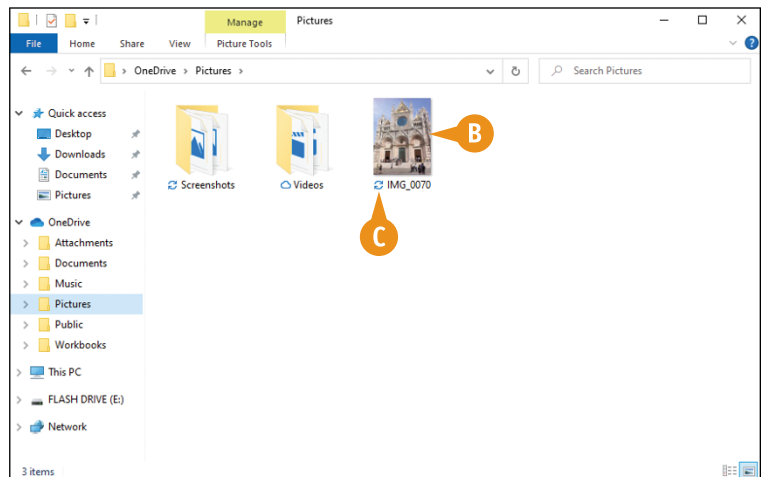 Manage Pictures
File Home Share View Picture Tools
OneDrive Pictures Search Pictures
Quick access
Desktop
Downloads
Documents
Pictures
OneDrive
Attachments
Documents
Music
Pictures
Public
Workbooks
This PC
FLASH DRIVE (E:)
Network
Screenshots Videos IMG_0070
B
C
3 items